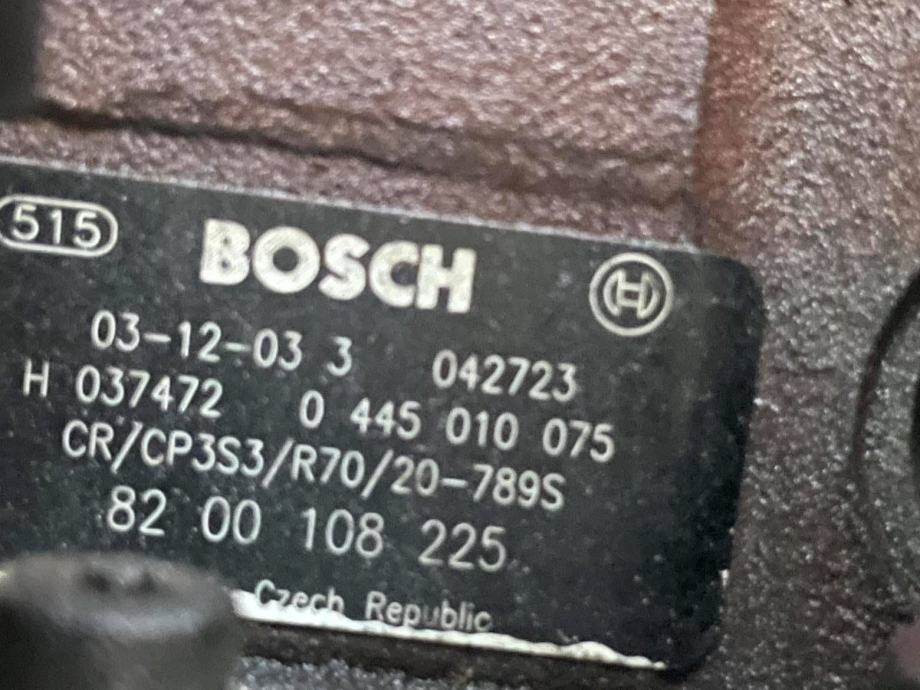 515 BOSCH H
03-12-03 3 042723
H 037472 0 445 010 075
CR/CP3S3/R70/20-789S
82 00 108 225
Czech Republic